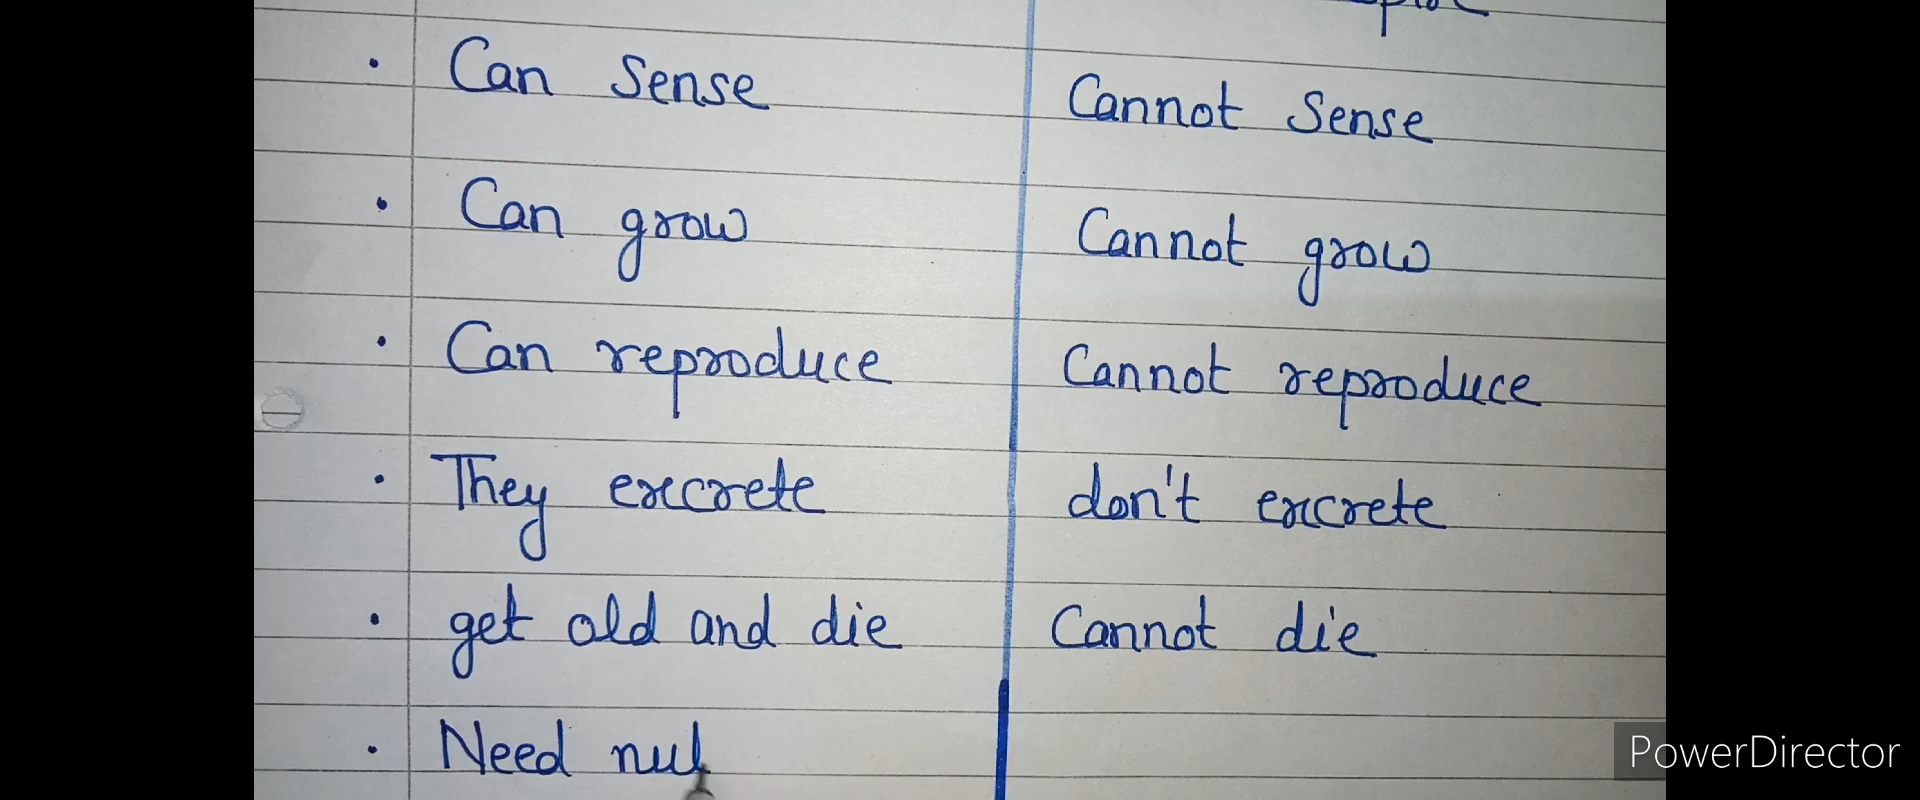 Can Sense Cannot Sense
Can grow Cannot grow
Can reproduce Cannot reproduce
They excrete don't excrete
get old and die Cannot die
Need
PowerDirector